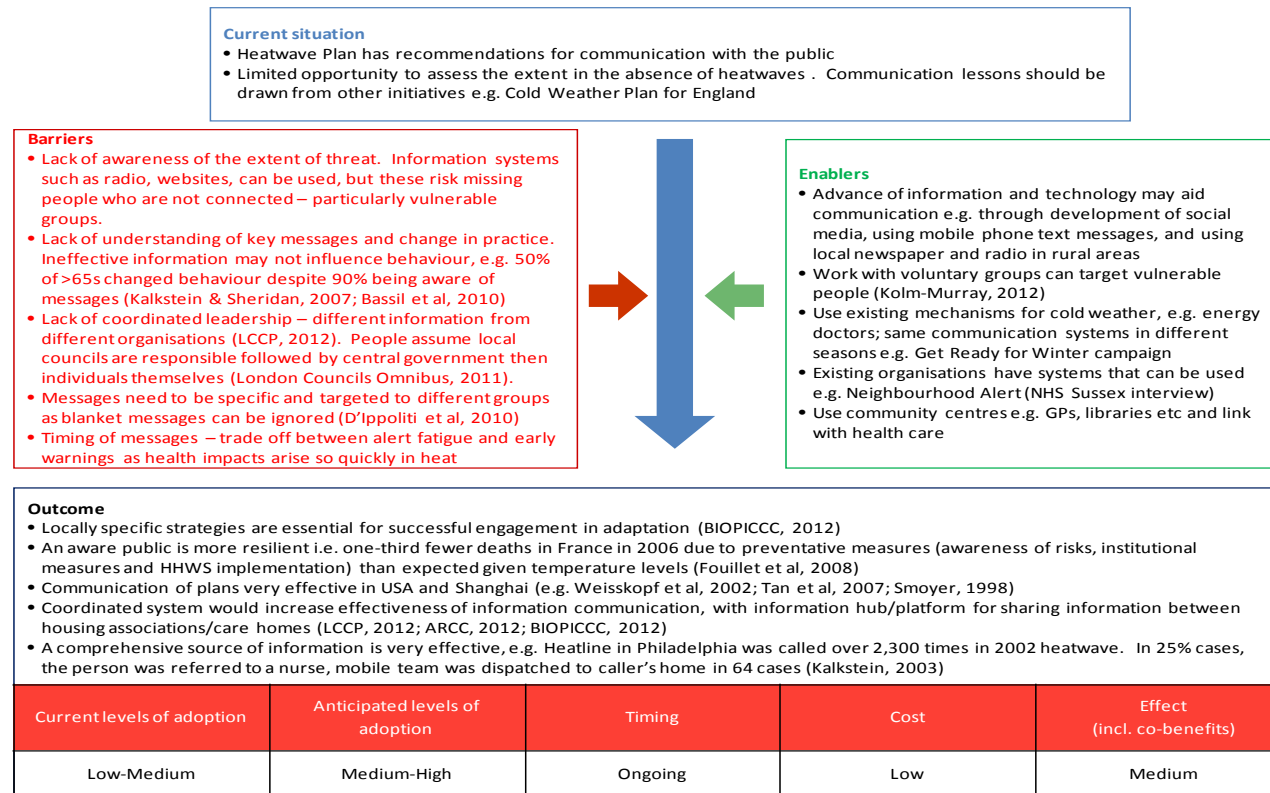 Current situation
• Heatwave Plan has recommendations for communication with the public
• Limited opportunity to assess the extent in the absence of heatwaves . Communication lessons should be
drawn from other initiatives e.g. Cold Weather Plan for England
Barriers
• Lack of awareness of the extent of threat. Information systems
such as radio, websites, can be used, but these risk missing
people who are not connected – particularly vulnerable
groups.
• Lack of understanding of key messages and change in practice.
Ineffective information may not influence behaviour, e.g. 50%
of >65s changed behaviour despite 90% being aware of
messages (Kalkstein & Sheridan, 2007; Bassil et al, 2010)
• Lack of coordinated leadership – different information from
different organisations (LCCP, 2012). People assume local
councils are responsible followed by central government then
individuals themselves (London Councils Omnibus, 2011).
• Messages need to be specific and targeted to different groups
as blanket messages can be ignored (D'Ippoliti et al, 2010)
• Timing of messages – trade off between alert fatigue and early
warnings as health impacts arise so quickly in heat
Enablers
• Advance of information and technology may aid
communication e.g. through development of social
media, using mobile phone text messages, and using
local newspaper and radio in rural areas
• Work with voluntary groups can target vulnerable
people (Kolm-Murray, 2012)
• Use existing mechanisms for cold weather, e.g. energy
doctors; same communication systems in different
seasons e.g. Get Ready for Winter campaign
• Existing organisations have systems that can be used
e.g. Neighbourhood Alert (NHS Sussex interview)
• Use community centres e.g. GPs, libraries etc and link
with health care
Outcome
• Locally specific strategies are essential for successful engagement in adaptation (BIOPICCC, 2012)
• An aware public is more resilient i.e. one-third fewer deaths in France in 2006 due to preventative measures (awareness of risks, institutional
measures and HHWS implementation) than expected given temperature levels (Fouillet et al, 2008)
• Communication of plans very effective in USA and Shanghai (e.g. Weisskopf et al, 2002; Tan et al, 2007; Smoyer, 1998)
• Coordinated system would increase effectiveness of information communication, with information hub/platform for sharing information between
housing associations/care homes (LCCP, 2012; ARCC, 2012; BIOPICCC, 2012)
• A comprehensive source of information is very effective, e.g. Heatline in Philadelphia was called over 2,300 times in 2002 heatwave. In 25% cases,
the person was referred to a nurse, mobile team was dispatched to caller's home in 64 cases (Kalkstein, 2003)
Current levels of adoption
Anticipated levels of
adoption
Timing
Cost
Effect
(incl. co-benefits)
Low-Medium
Medium-High
Ongoing
Low
Medium